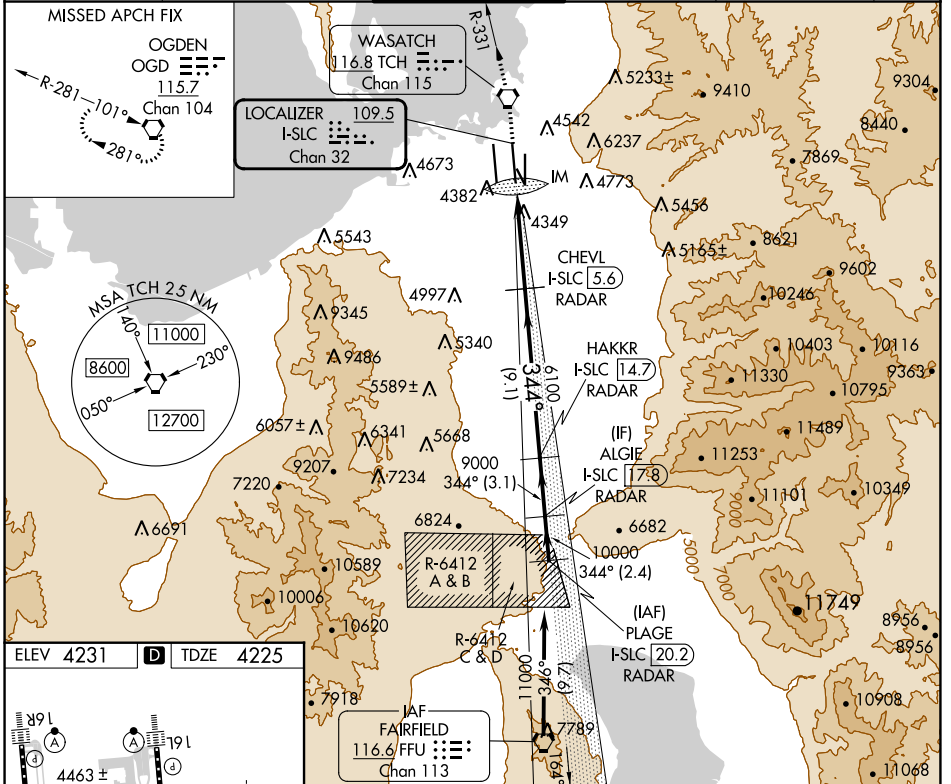 MISSED APCH FIX
OGDEN
OGD
115.7
Chan 104
R-281
101°
281°
R-331
WASATCH
116.8 TCH
Chan 115
LOCALIZER 109.5
I-SLC
Chan 32
5233±
9410
9304
8440
4542
6237
7869
4673
4382
IM
4773
5456
4349
5543
5165±
8621
9602
CHEVL
I-SLC 5.6
RADAR
MSA TCH 25 NM
140°
11000
8600
230°
050°
12700
4997
9345
10246
5340
9486
HAKKR
I-SLC 14.7
RADAR
10403
10116
9363
11330
10795
5589±
344°
6100
(9.1)
6057±
6341
5668
11489
(IF)
ALGIE
I-SLC 17.8
RADAR
11253
9207
7234
9000
344° (3.1)
7220
11101
9000
10349
6691
6824
6682
5000
7000
R-6412
A & B
10000
344° (2.4)
10589
10006
11749
(IAF)
PLAGE
I-SLC 20.2
RADAR
10620
R-6412
C & D
8956
8956
ELEV 4231 D TDZE 4225
11000
346°
(9.7)
7918
IAF
FAIRFIELD
116.6 FFU
Chan 113
7789
164°
10908
11068
16R
16L
A
A
P
P
4463 ±